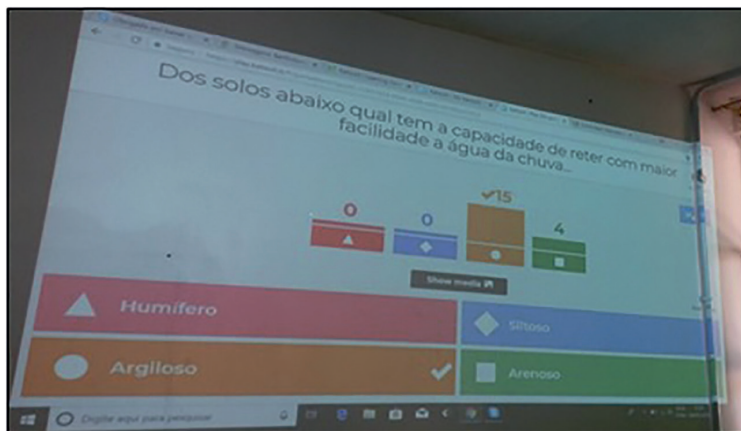 Dos solos abaixo qual tem a capacidade de reter com maior
facilidade a água da chuva...
0
0
15
4
Show media
Humífero
Siltoso
Argiloso
Arenoso
Digite aqui para pesquisar